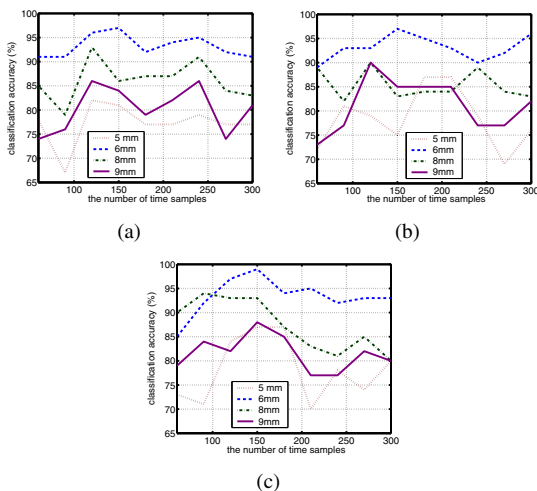 classification accuracy (%)
100
95
90
85
80
75
70
65
5 mm
6mm
8mm
9mm
100
150
200
250
300
the number of time samples
(a)
classification accuracy (%)
100
95
90
85
80
75
70
65
5 mm
6mm
8mm
9mm
100
150
200
250
300
the number of time samples
(b)
classification accuracy (%)
100
95
90
85
80
75
70
65
5 mm
6mm
8mm
9mm
100
150
200
250
300
the number of time samples
(c)